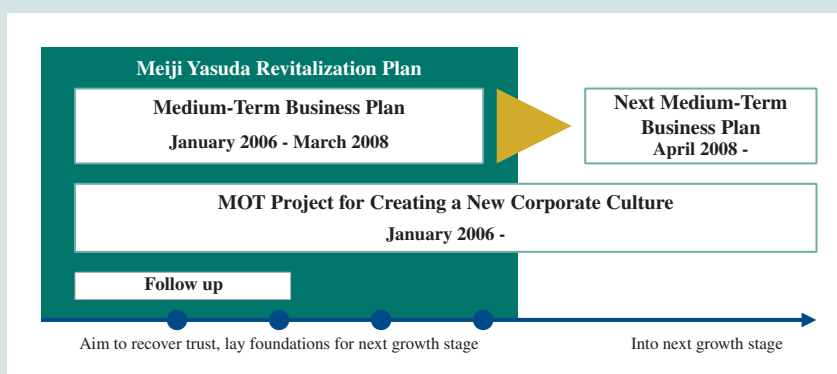 Meiji Yasuda Revitalization Plan
Medium-Term Business Plan
January 2006 - March 2008
Next Medium-Term
Business Plan
April 2008 -
MOT Project for Creating a New Corporate Culture
January 2006 -
Follow up
Aim to recover trust, lay foundations for next growth stage
Into next growth stage